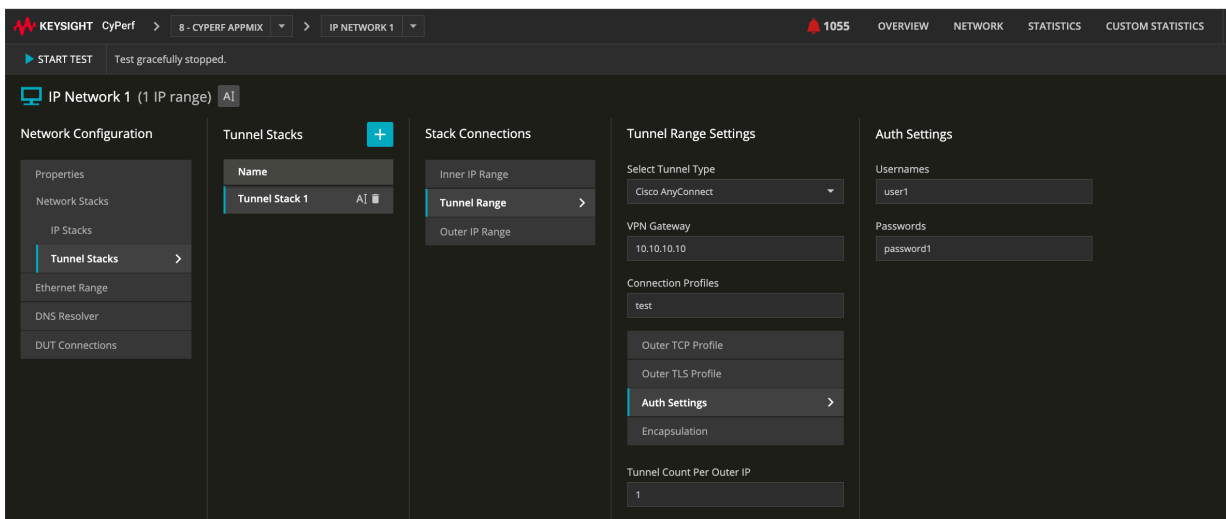 KEYSIGHT CyPerf > 8 - CYPERF APPMIX > IP NETWORK 1 1055 OVERVIEW NETWORK STATISTICS CUSTOM STATISTICS
START TEST Test gracefully stopped.
IP Network 1 (1 IP range)
Network Configuration
Properties
Network Stacks
IP Stacks
Tunnel Stacks
Ethernet Range
DNS Resolver
DUT Connections
Tunnel Stacks
Name
Tunnel Stack 1
Stack Connections
Inner IP Range
Tunnel Range
Outer IP Range
Tunnel Range Settings
Select Tunnel Type
Cisco AnyConnect
VPN Gateway
10.10.10.10
Connection Profiles
test
Outer TCP Profile
Outer TLS Profile
Auth Settings
Encapsulation
Tunnel Count Per Outer IP
1
Auth Settings
Usernames
user1
Passwords
password1